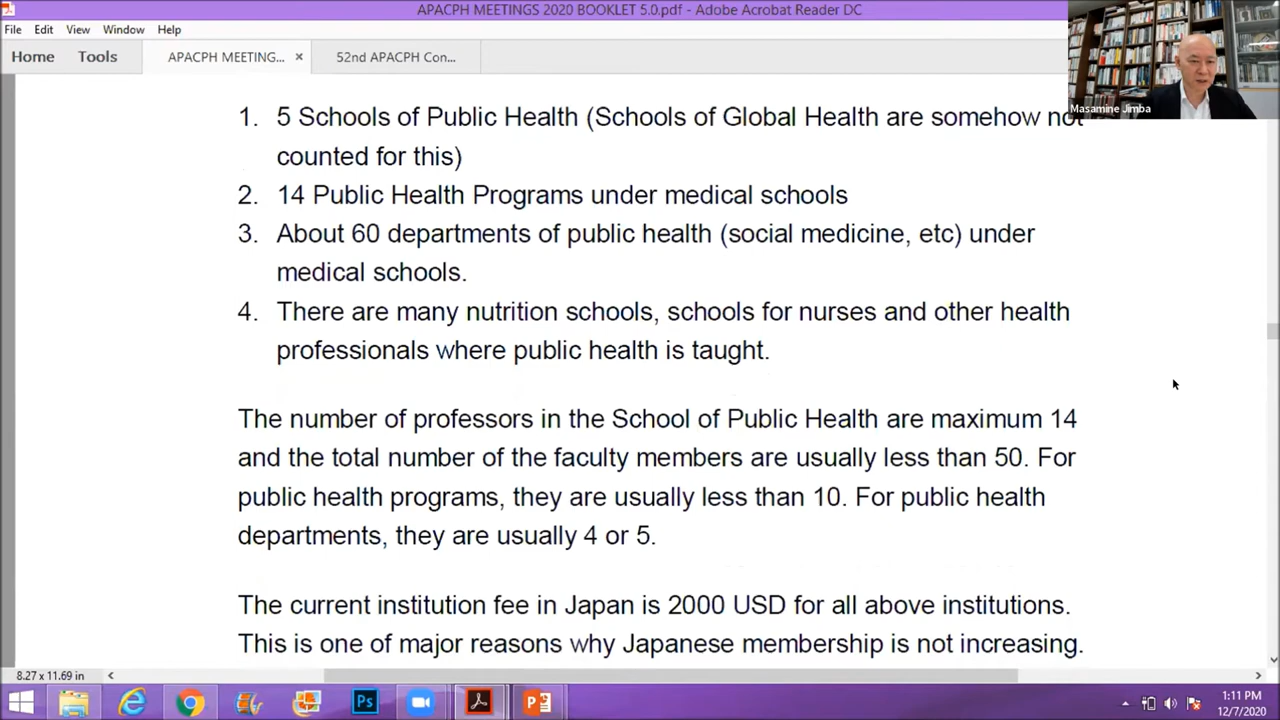 APACPH MEETINGS 2020 BOOKLET 5.0.pdf - Adobe Acrobat Reader DC
File Edit View Window Help
Home Tools APACPH MEETING... × 52nd APACPH Con...
Masamine Jimba
1. 5 Schools of Public Health (Schools of Global Health are somehow not
counted for this)
2. 14 Public Health Programs under medical schools
3. About 60 departments of public health (social medicine, etc) under
medical schools.
4. There are many nutrition schools, schools for nurses and other health
professionals where public health is taught.
The number of professors in the School of Public Health are maximum 14
and the total number of the faculty members are usually less than 50. For
public health programs, they are usually less than 10. For public health
departments, they are usually 4 or 5.
The current institution fee in Japan is 2000 USD for all above institutions.
This is one of major reasons why Japanese membership is not increasing.
8.27 x 11.69 in
Ps
1:11 PM
12/7/2020